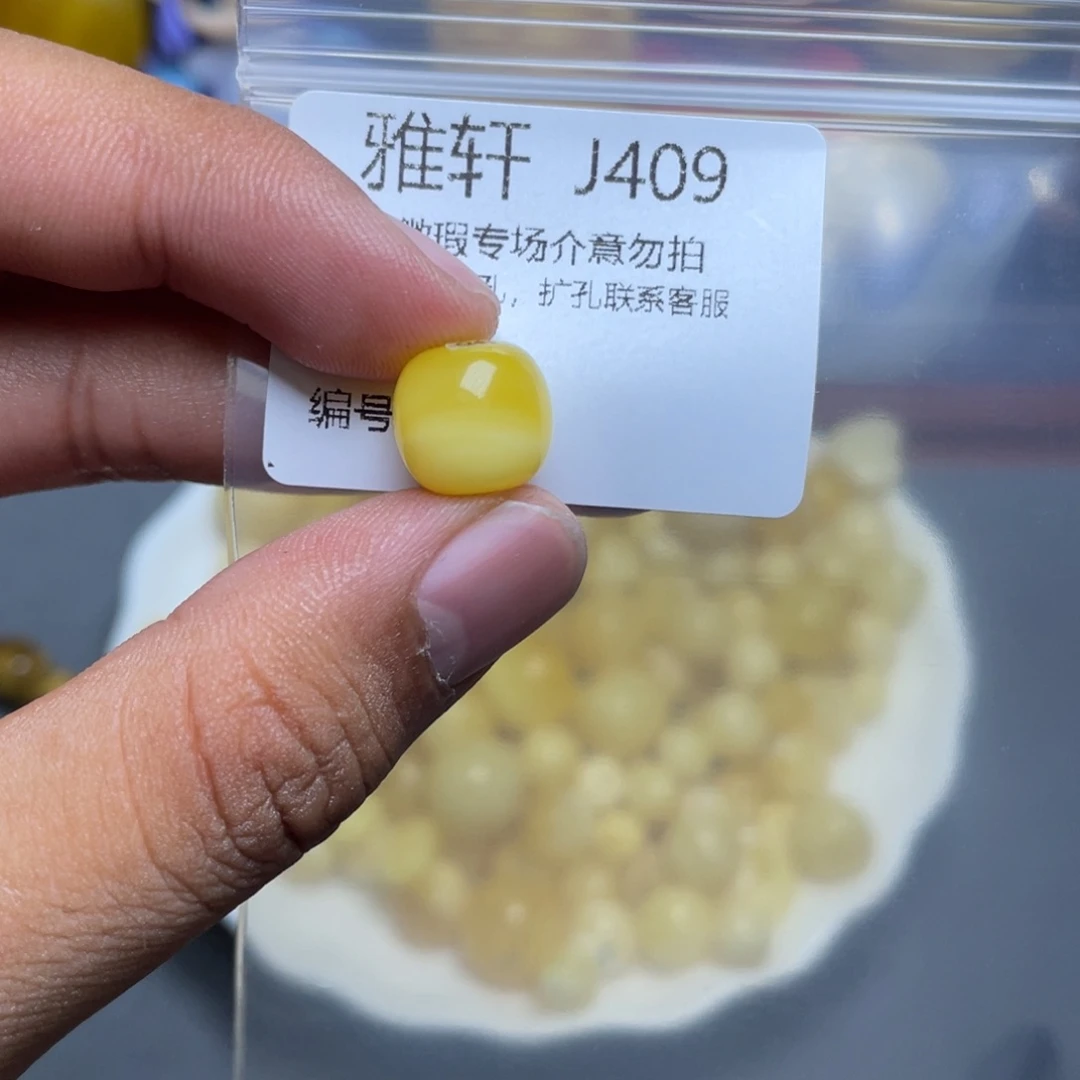 雅轩 J409
瑕专场介意勿拍
孔，扩孔联系客服
编号